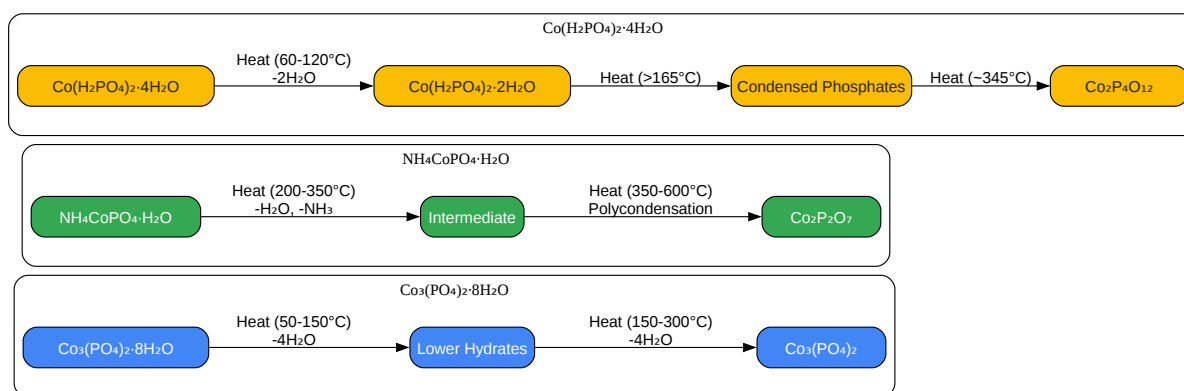 Co(H₂PO₄)₂·4H₂O
Heat (60-120°C)
-2H₂O
Co(H₂PO₄)₂·4H₂O
Co(H₂PO₄)₂·2H₂O
Heat (>165°C)
Condensed Phosphates
Heat (~345°C)
Co₂P₄O₁₂
NH₄CoPO₄·H₂O
Heat (200-350°C)
-H₂O, -NH₃
Heat (350-600°C)
Polycondensation
NH₄CoPO₄·H₂O
Intermediate
Co₂P₂O₇
Co₃(PO₄)₂·8H₂O
Heat (50-150°C)
-4H₂O
Heat (150-300°C)
-4H₂O
Co₃(PO₄)₂·8H₂O
Lower Hydrates
Co₃(PO₄)₂